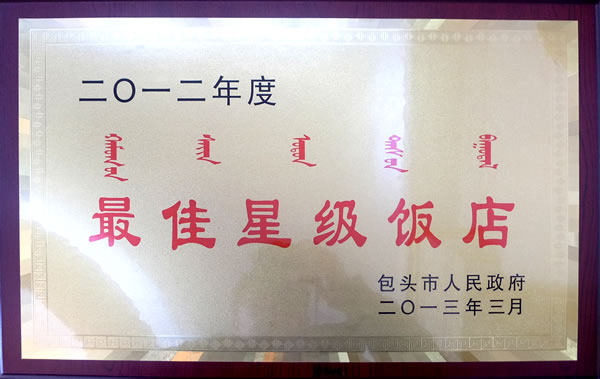 二〇一二年度
最佳星级饭店
包头市人民政府
二〇一三年三月